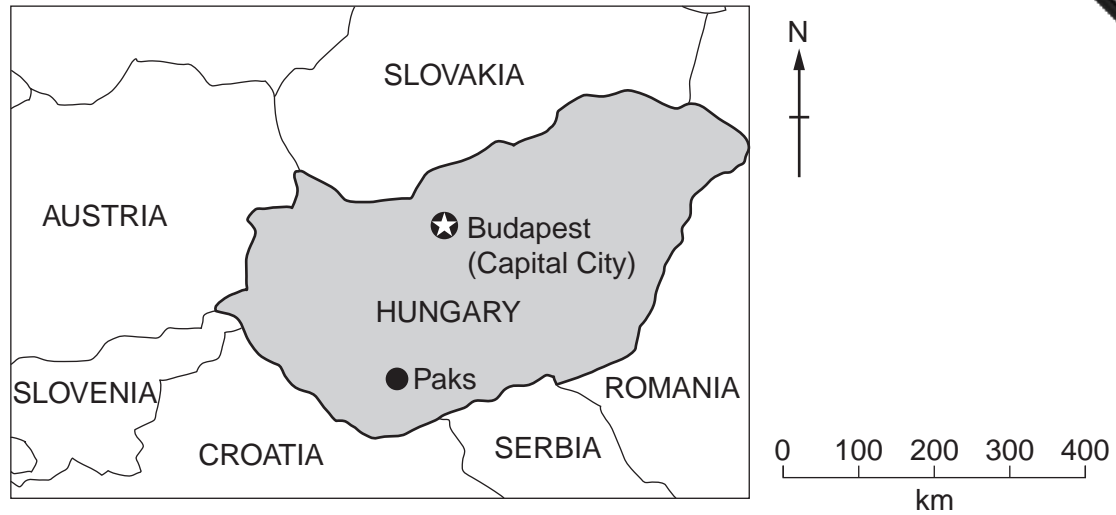 N
SLOVAKIA
AUSTRIA
Budapest
(Capital City)
HUNGARY
Paks
SLOVENIA
ROMANIA
CROATIA
SERBIA
0 100 200 300 400
km